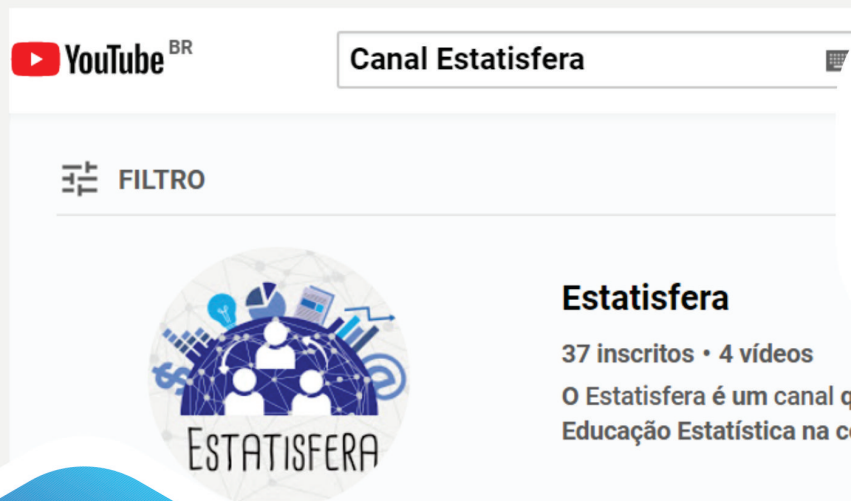 YouTube BR
Canal Estatisfera
FILTRO
Estatisfera
37 inscritos • 4 vídeos
O Estatisfera é um canal
Educação Estatística na
ESTATISFERA